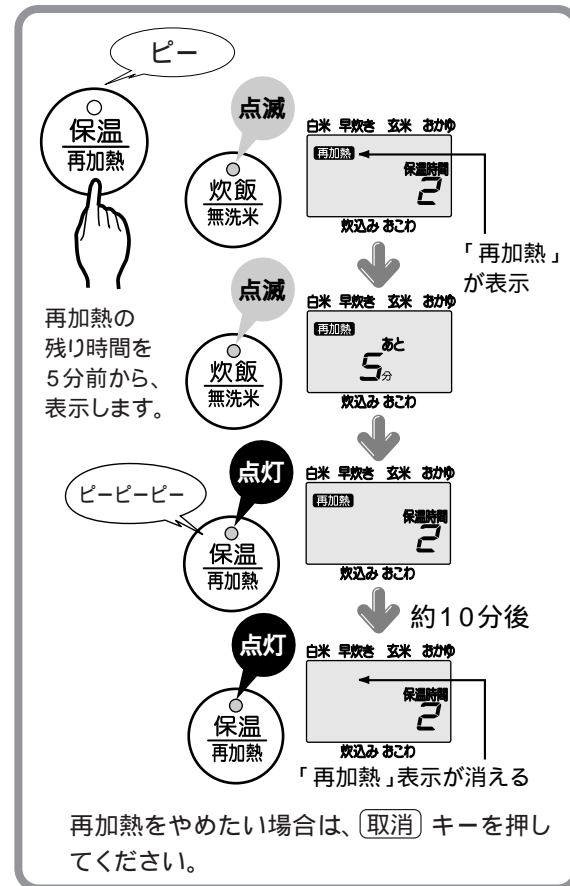 ピー
保温
再加熱
点滅
炊飯
無洗米
白米 早炊き 玄米 おかゆ
再加熱
保温時間
2
炊込み おこわ
「再加熱」
が表示
再加熱の
残り時間を
5分前から、
表示します。
点滅
炊飯
無洗米
白米 早炊き 玄米 おかゆ
再加熱
あと
5分
炊込み おこわ
ピーピーピー
点灯
保温
再加熱
白米 早炊き 玄米 おかゆ
再加熱
保温時間
2
炊込み おこわ
約10分後
点灯
保温
再加熱
白米 早炊き 玄米 おかゆ
保温時間
2
炊込み おこわ
「再加熱」表示が消える
再加熱をやめたい場合は、取消 キーを押し
てください。